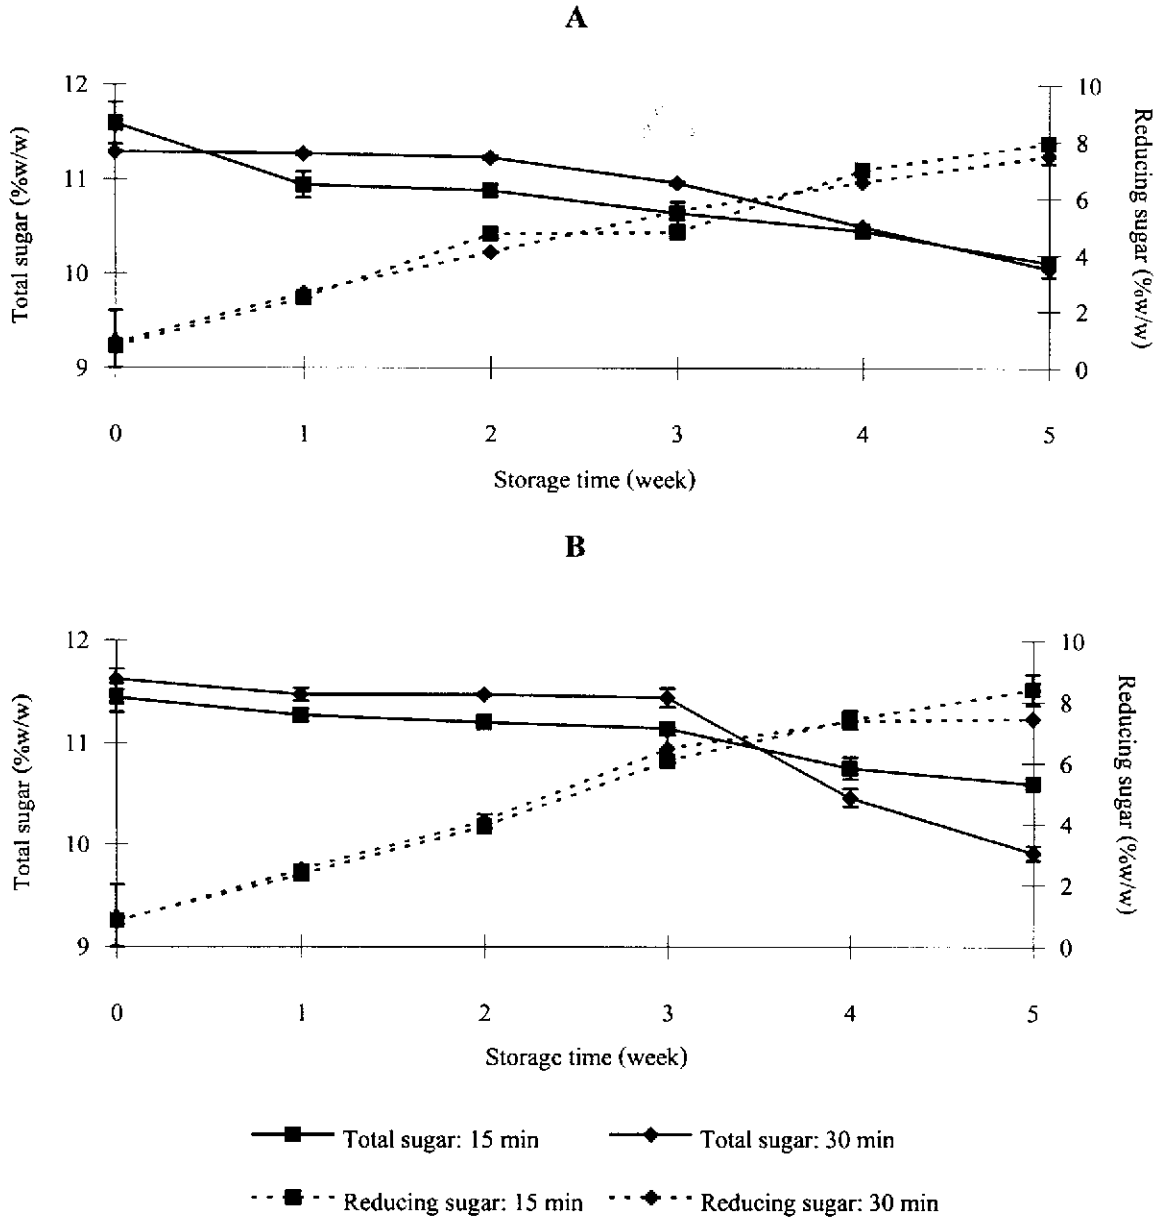 A
12
11
10
9
Total sugar (%w/w)
10
8
6
4
2
0
Reducing sugar (%w/w)
0 1 2 3 4 5
Storage time (week)
B
12
11
10
9
Total sugar (%w/w)
10
8
6
4
2
0
Reducing sugar (%w/w)
0 1 2 3 4 5
Storage time (week)
Total sugar: 15 min Total sugar: 30 min
Reducing sugar: 15 min Reducing sugar: 30 min